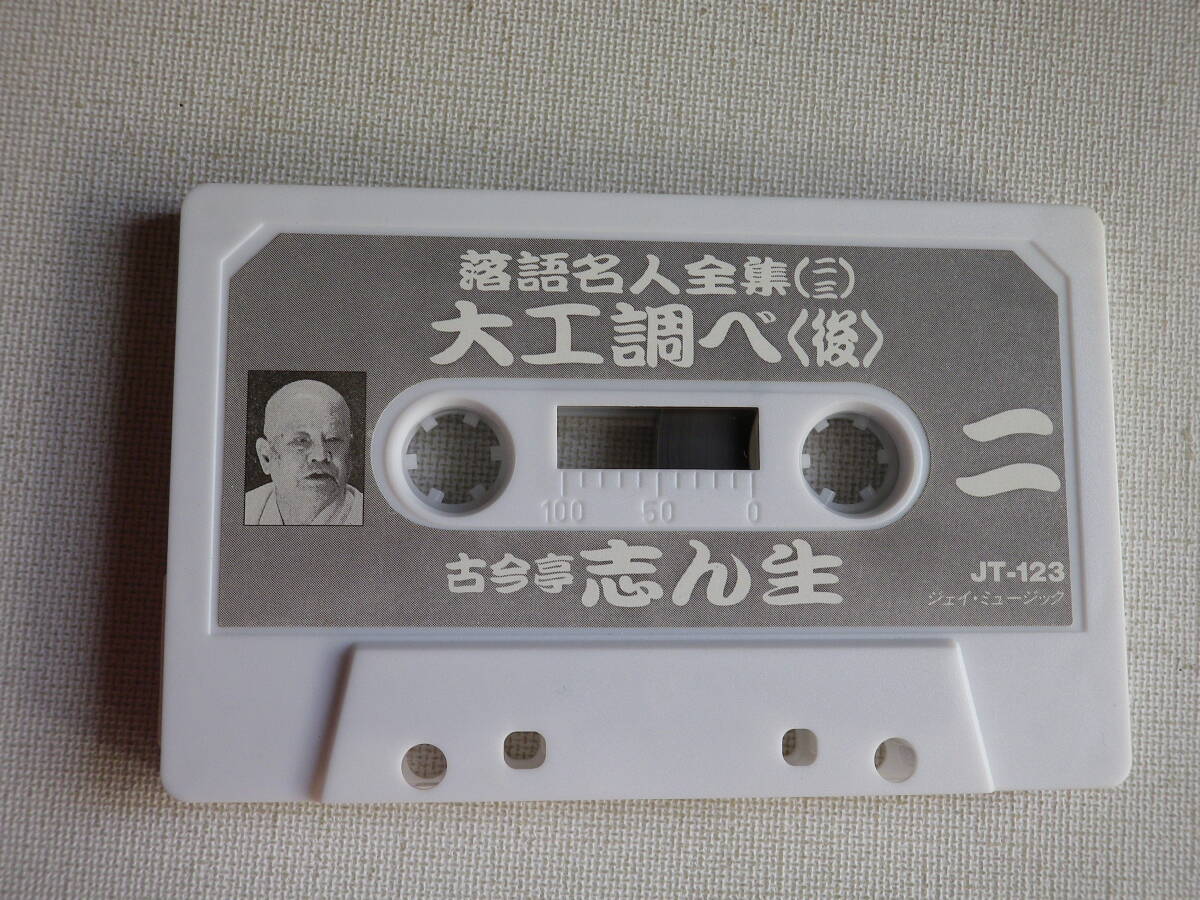 落語名人全集(二三)
大工調べ〈後〉
二
100 50 0
古今亭 志ん生
JT-123
ジェイ・ミュージック